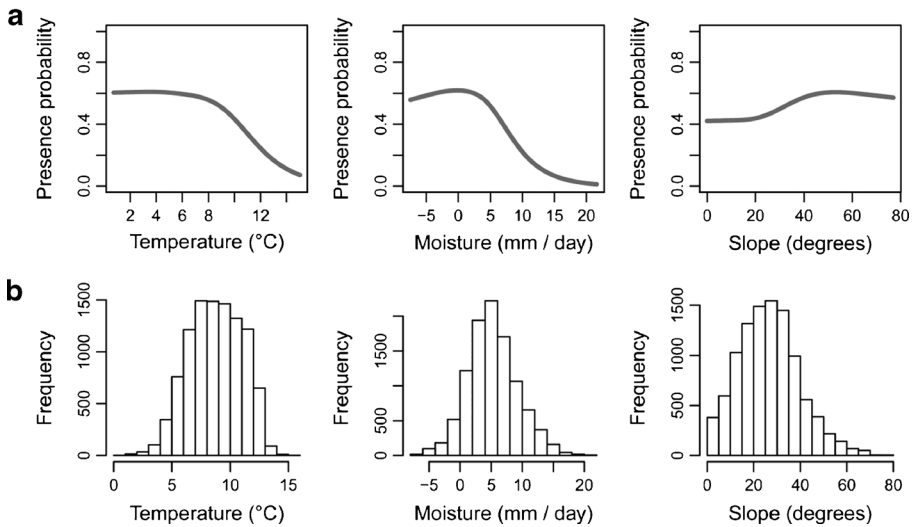 a
Presence probability
0.0 0.4 0.8
2 4 6 8 12
Temperature (°C)
Presence probability
0.0 0.4 0.8
−5 0 5 10 15 20
Moisture (mm / day)
Presence probability
0.0 0.4 0.8
0 20 40 60 80
Slope (degrees)
b
Frequency
0 500 1000 1500
0 5 10 15
Temperature (°C)
Frequency
0 500 1500
−5 0 5 10 20
Moisture (mm / day)
Frequency
0 500 1000 1500
0 20 40 60 80
Slope (degrees)